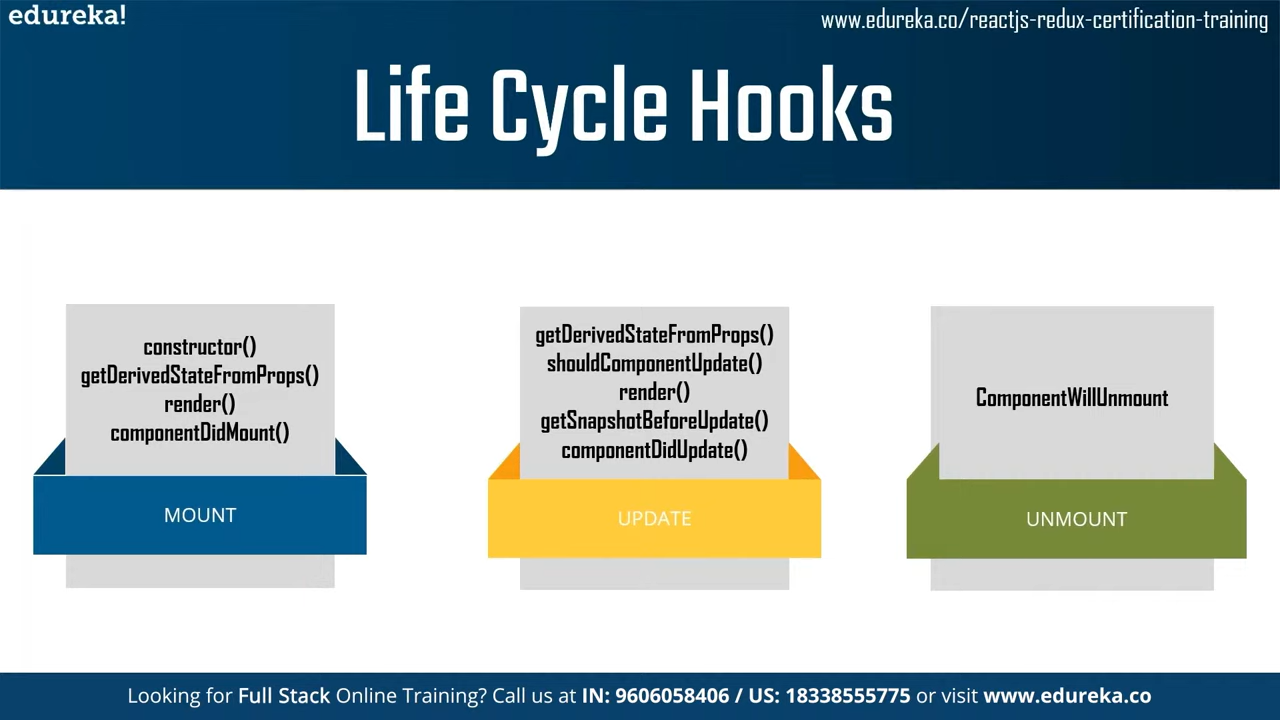 edureka!
www.edureka.co/reactjs-redux-certification-training
Life Cycle Hooks
constructor()
getDerivedStateFromProps()
render()
componentDidMount()
MOUNT
getDerivedStateFromProps()
shouldComponentUpdate()
render()
getSnapshotBeforeUpdate()
componentDidUpdate()
UPDATE
ComponentWillUnmount
UNMOUNT
Looking for Full Stack Online Training? Call us at IN: 9606058406 / US: 18338555775 or visit www.edureka.co